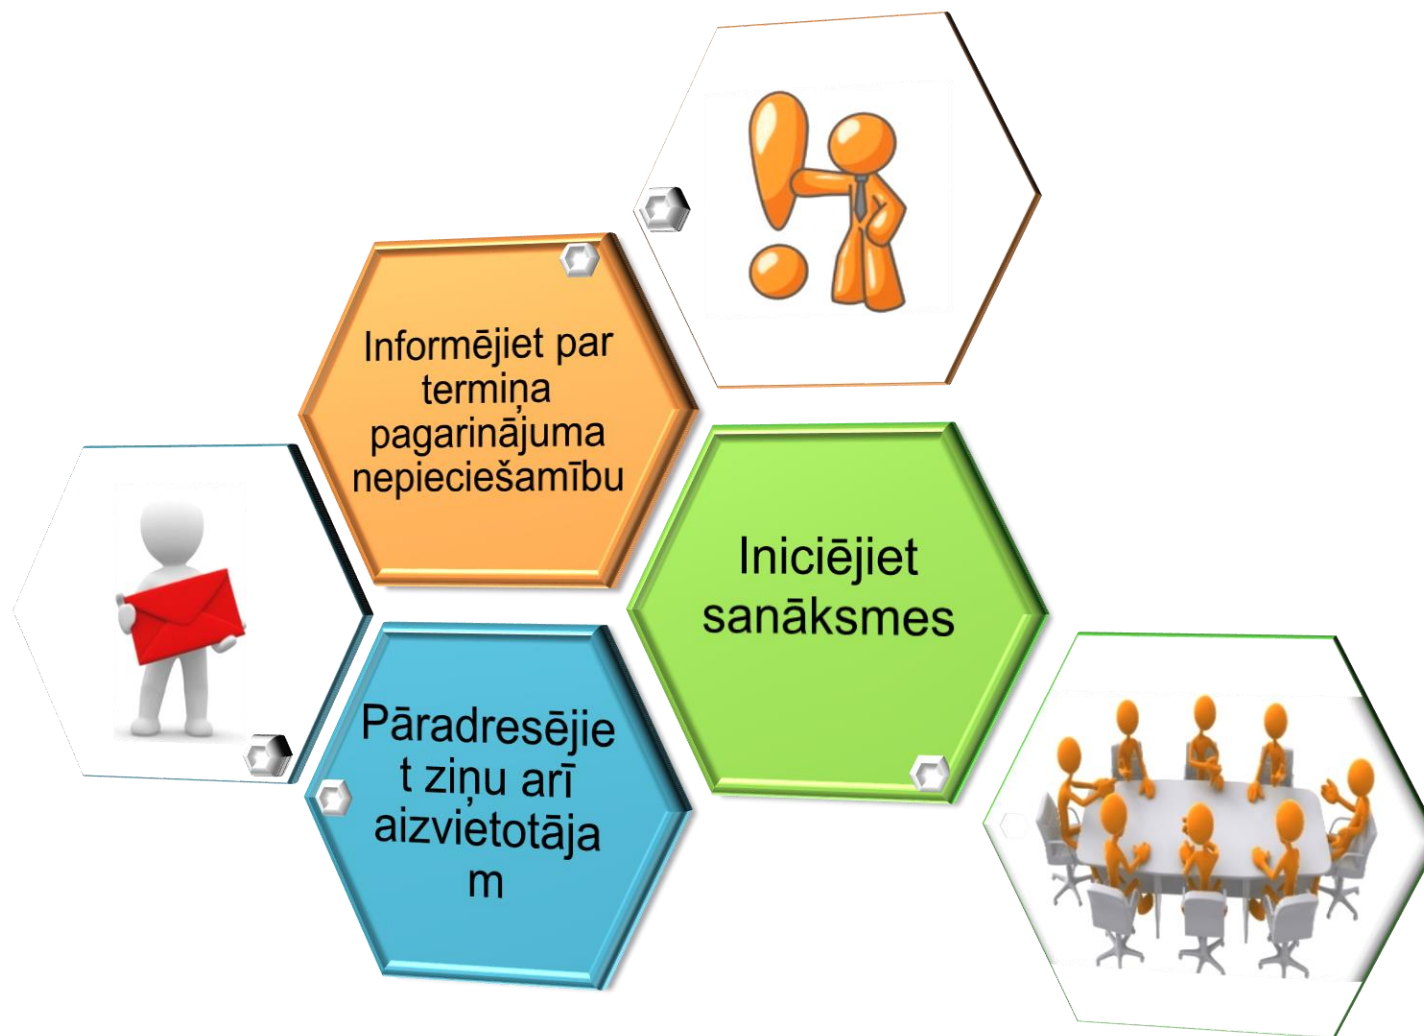 Informējiet par
termiņa
pagarinājuma
nepieciešamību
Iniciējiet
sanāksmes
Pāradresējie
t ziņu arī
aizvietotāja
m